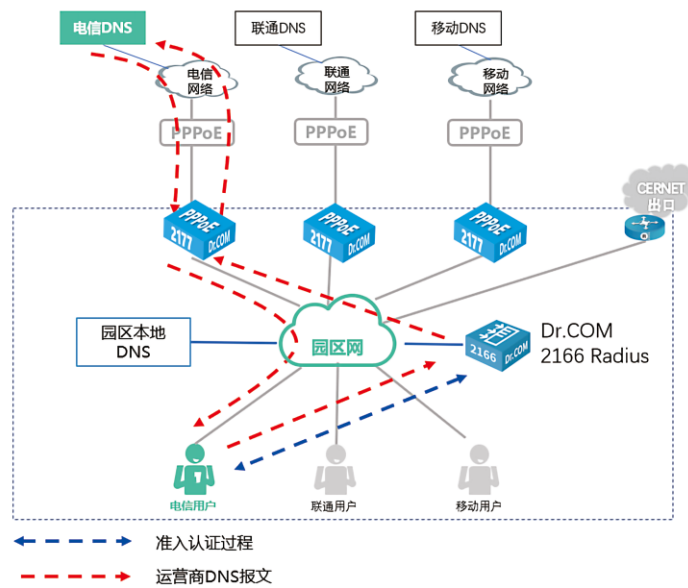 电信DNS
联通DNS
移动DNS
电信
网络
联通
网络
移动
网络
PPPoE
PPPoE
PPPoE
CERNET
出口
PPPoE
2177 Dr.COM
PPPoE
2177 Dr.COM
PPPoE
2177 Dr.COM
园区本地
DNS
园区网
2166 Dr.COM
Dr.COM
2166 Radius
电信用户
联通用户
移动用户
准入认证过程
运营商DNS报文